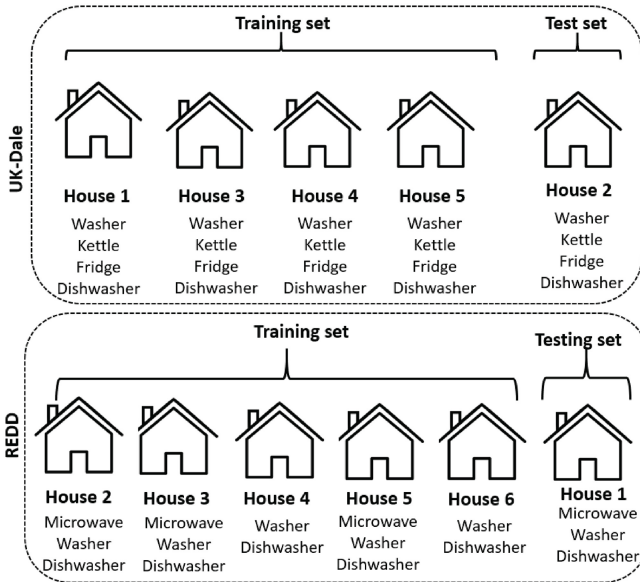 Training set
Test set
UK-Dale
House 1
Washer
Kettle
Fridge
Dishwasher
House 3
Washer
Kettle
Fridge
Dishwasher
House 4
Washer
Kettle
Fridge
Dishwasher
House 5
Washer
Kettle
Fridge
Dishwasher
House 2
Washer
Kettle
Fridge
Dishwasher
Training set
Testing set
REDD
House 2
Microwave
Washer
Dishwasher
House 3
Microwave
Washer
Dishwasher
House 4
Washer
Dishwasher
House 5
Microwave
Washer
Dishwasher
House 6
Washer
Dishwasher
House 1
Microwave
Washer
Dishwasher